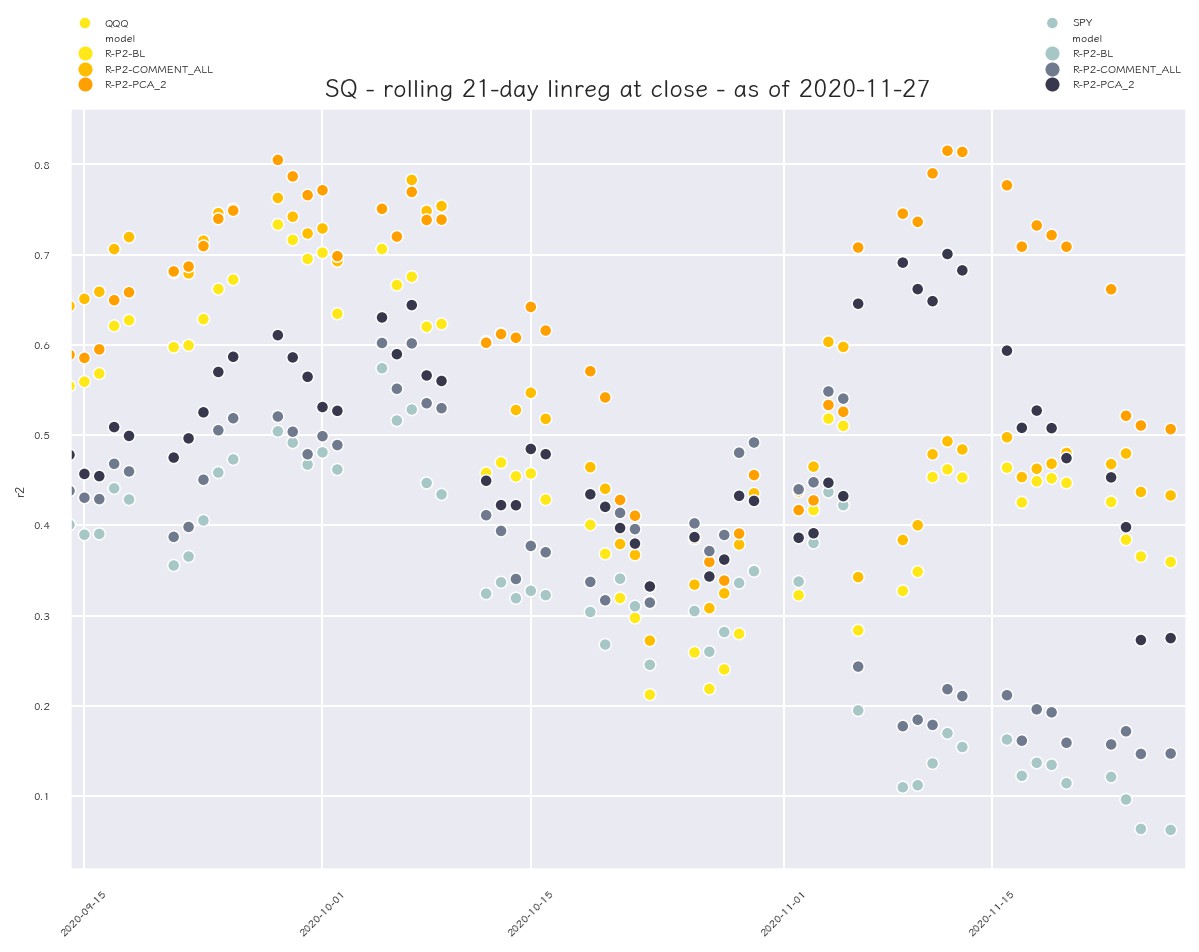 QQQ
model
R-P2-BL
R-P2-COMMENT_ALL
R-P2-PCA_2
SPY
model
R-P2-BL
R-P2-COMMENT_ALL
R-P2-PCA_2
SQ - rolling 21-day linreg at close - as of 2020-11-27
0.8
0.7
0.6
0.5
0.4
0.3
0.2
0.1
r2
2020-09-15
2020-10-01
2020-10-15
2020-11-01
2020-11-15